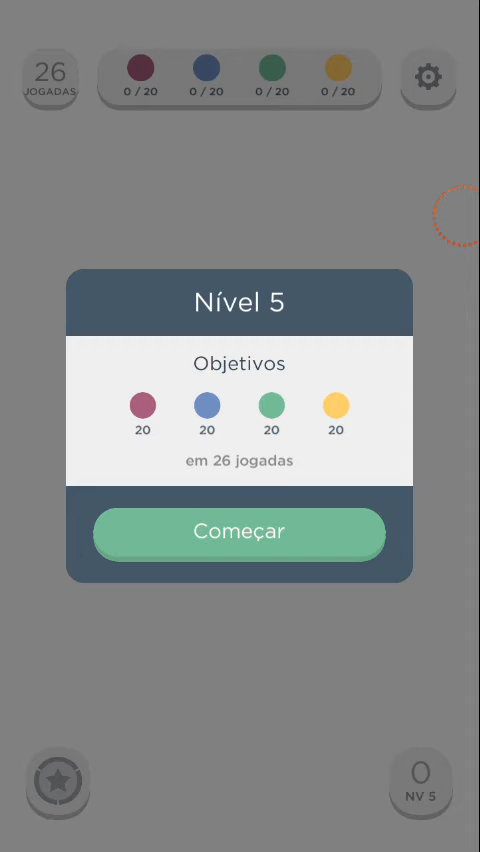 26
JOGADAS
0 / 20 0 / 20 0 / 20 0 / 20
Nível 5
Objetivos
20 20 20 20
em 26 jogadas
Começar
0
NV 5